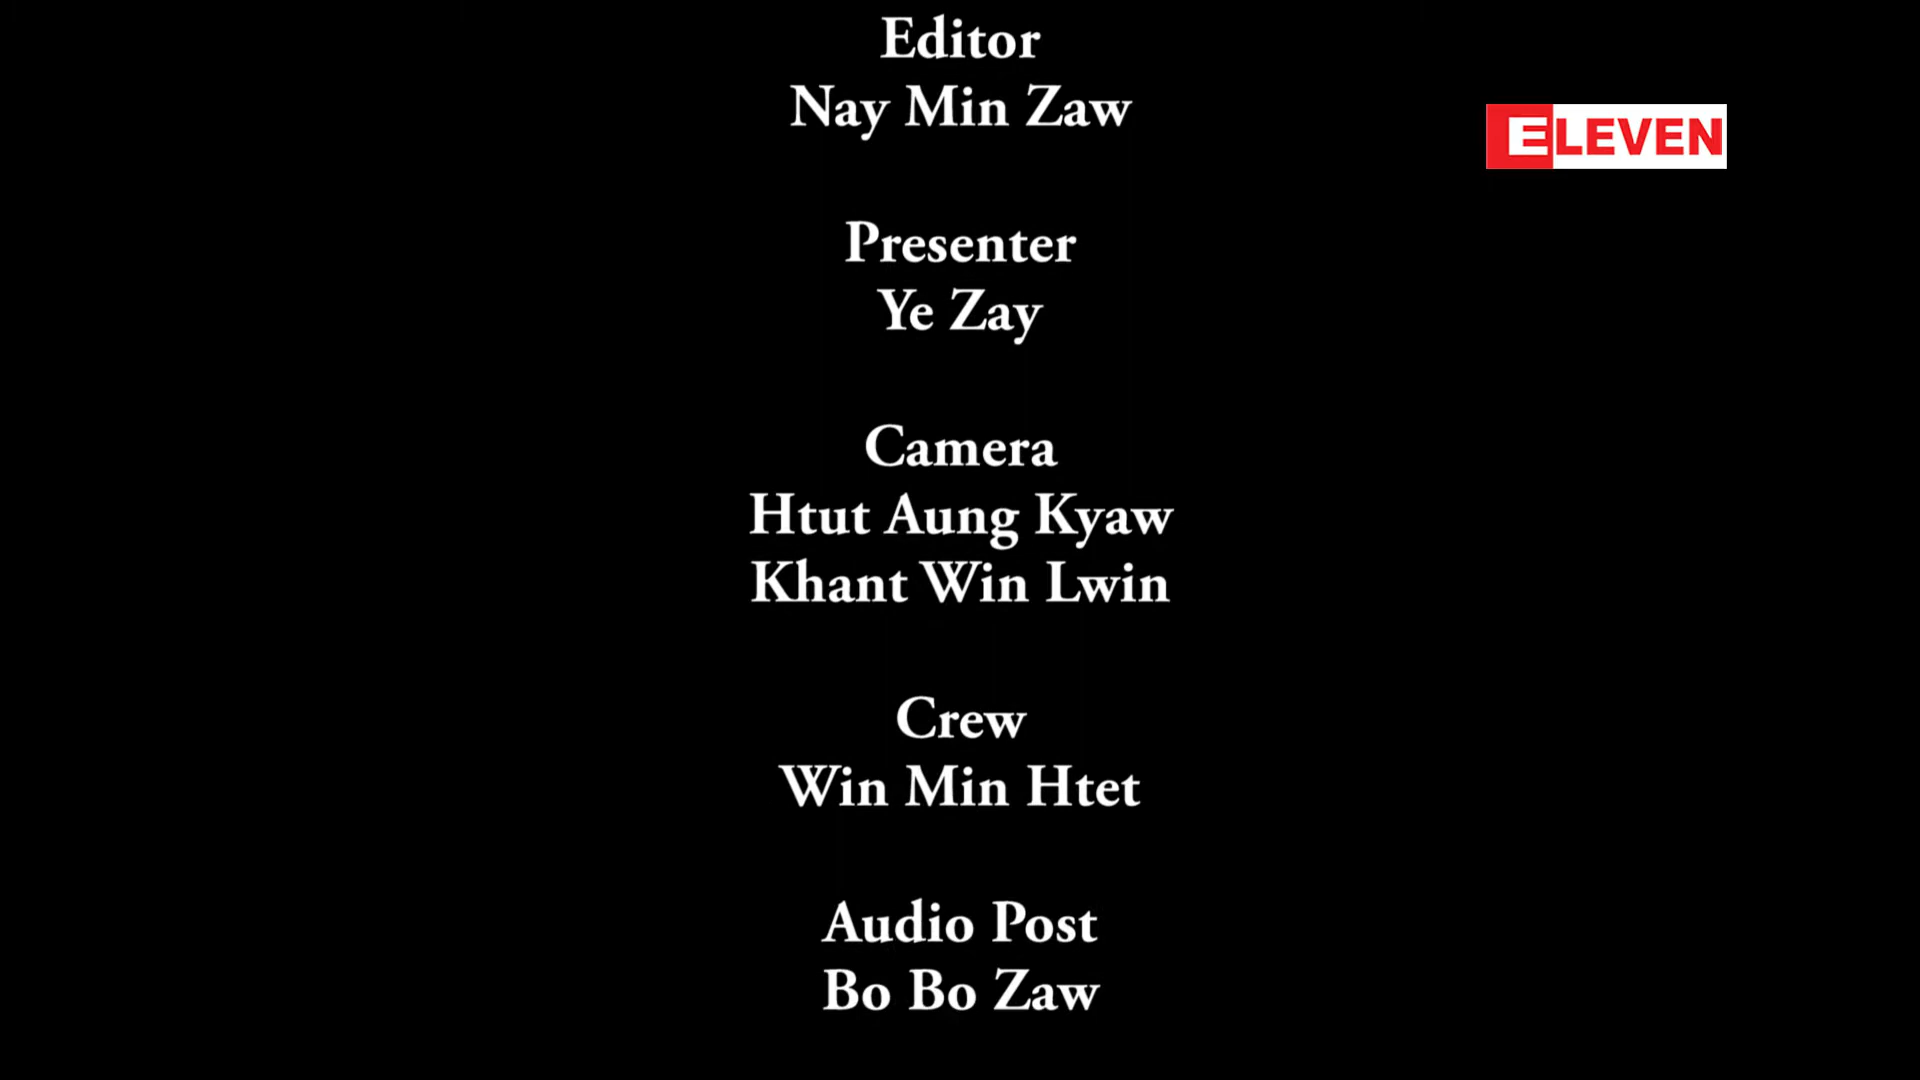 Editor
Nay Min Zaw
ELEVEN
Presenter
Ye Zay
Camera
Htut Aung Kyaw
Khant Win Lwin
Crew
Win Min Htet
Audio Post
Bo Bo Zaw